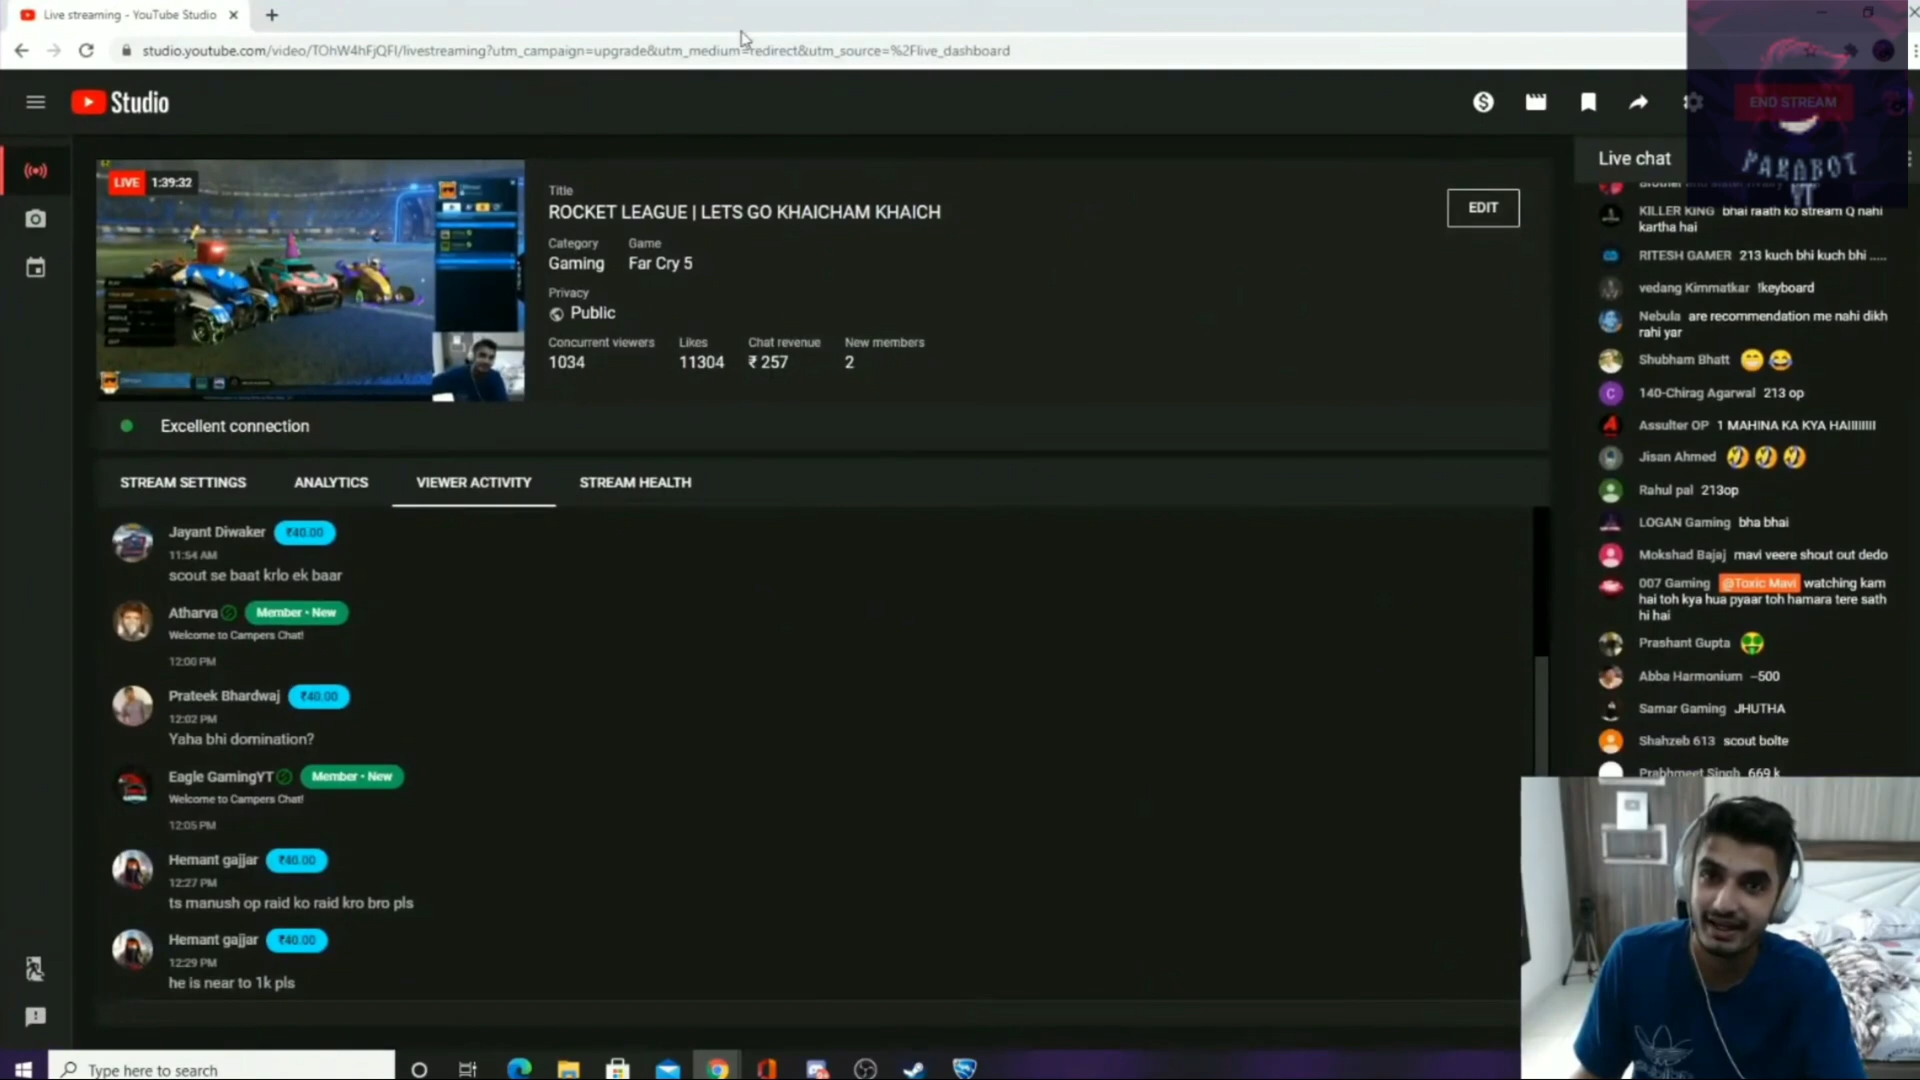 Live streaming - YouTube Studio
studio.youtube.com/video/TOhW4hFjQFI/livestreaming?utm_campaign=upgrade&utm_medium=redirect&utm_source=%2Flive_dashboard
Studio
END STREAM
PARABOT
YT
LIVE 1:39:32
Title
ROCKET LEAGUE | LETS GO KHAICHAM KHAICH
EDIT
Category Game
Gaming Far Cry 5
Privacy
Public
Concurrent viewers Likes Chat revenue New members
1034 11304 ₹ 257 2
Excellent connection
STREAM SETTINGS ANALYTICS VIEWER ACTIVITY STREAM HEALTH
Jayant Diwaker ₹40.00
11:54 AM
scout se baat krlo ek baar
Atharva Member • New
Welcome to Campers Chat!
12:00 PM
Prateek Bhardwaj ₹40.00
12:02 PM
Yaha bhi domination?
Eagle GamingYT Member • New
Welcome to Campers Chat!
12:05 PM
Hemant gajjar ₹40.00
12:27 PM
ts manush op raid ko raid kro bro pls
Hemant gajjar ₹40.00
12:29 PM
he is near to 1k pls
Live chat
KILLER KING bhai raath ko stream Q nahi
kartha hai
RITESH GAMER 213 kuch bhi kuch bhi .....
vedang Kimmatkar !keyboard
Nebula are recommendation me nahi dikh
rahi yar
Shubham Bhatt
140-Chirag Agarwal 213 op
Assulter OP 1 MAHINA KA KYA HAIIIIIIII
Jisan Ahmed
Rahul pal 213op
LOGAN Gaming bha bhai
Mokshad Bajaj mavi veere shout out dedo
007 Gaming @Toxic Mavi watching kam
hai toh kya hua pyaar toh hamara tere sath
hi hai
Prashant Gupta
Abba Harmonium –500
Samar Gaming JHUTHA
Shahzeb 613 scout bolte
Prabhmeet Singh 669 k
Type here to search